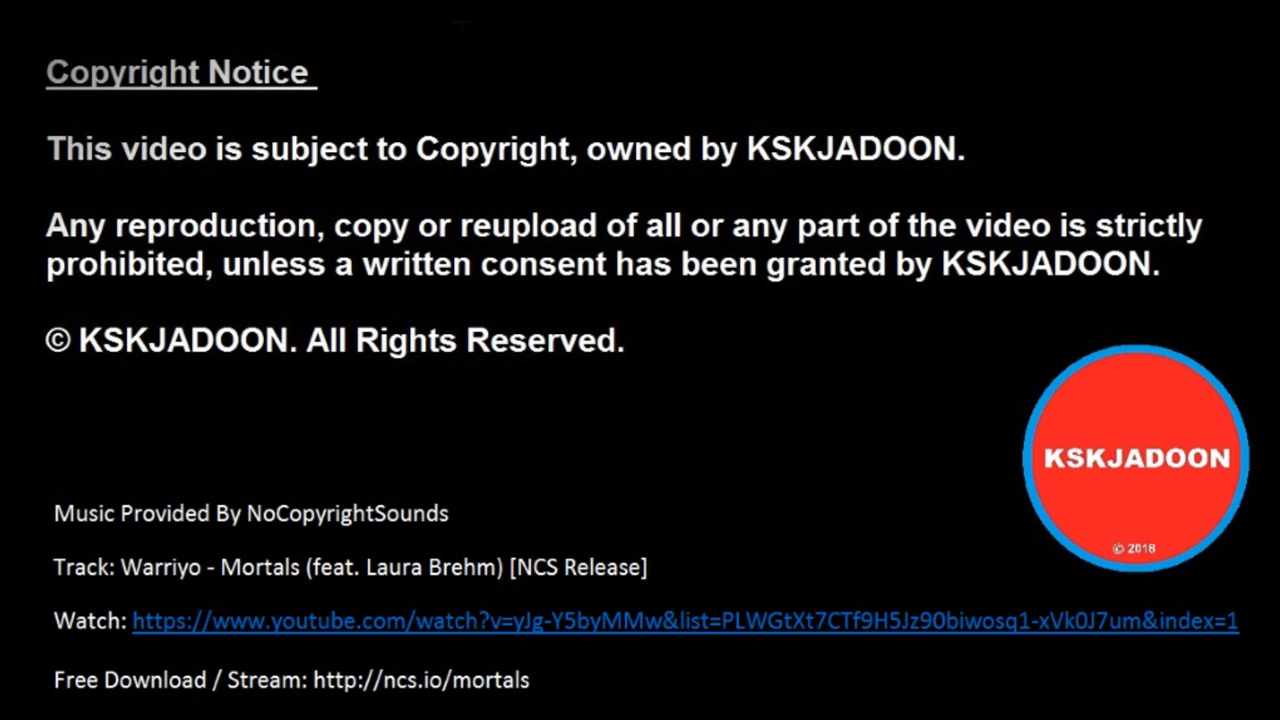 Copyright Notice
This video is subject to Copyright, owned by KSKJADOON.
Any reproduction, copy or reupload of all or any part of the video is strictly
prohibited, unless a written consent has been granted by KSKJADOON.
© KSKJADOON. All Rights Reserved.
KSKJADOON
© 2018
Music Provided By NoCopyrightSounds
Track: Warriyo - Mortals (feat. Laura Brehm) [NCS Release]
Watch: https://www.youtube.com/watch?v=yJg-Y5byMMw&list=PLWGtXt7CTf9H5Jz90biwosq1-xVk0J7um&index=1
Free Download / Stream: http://ncs.io/mortals